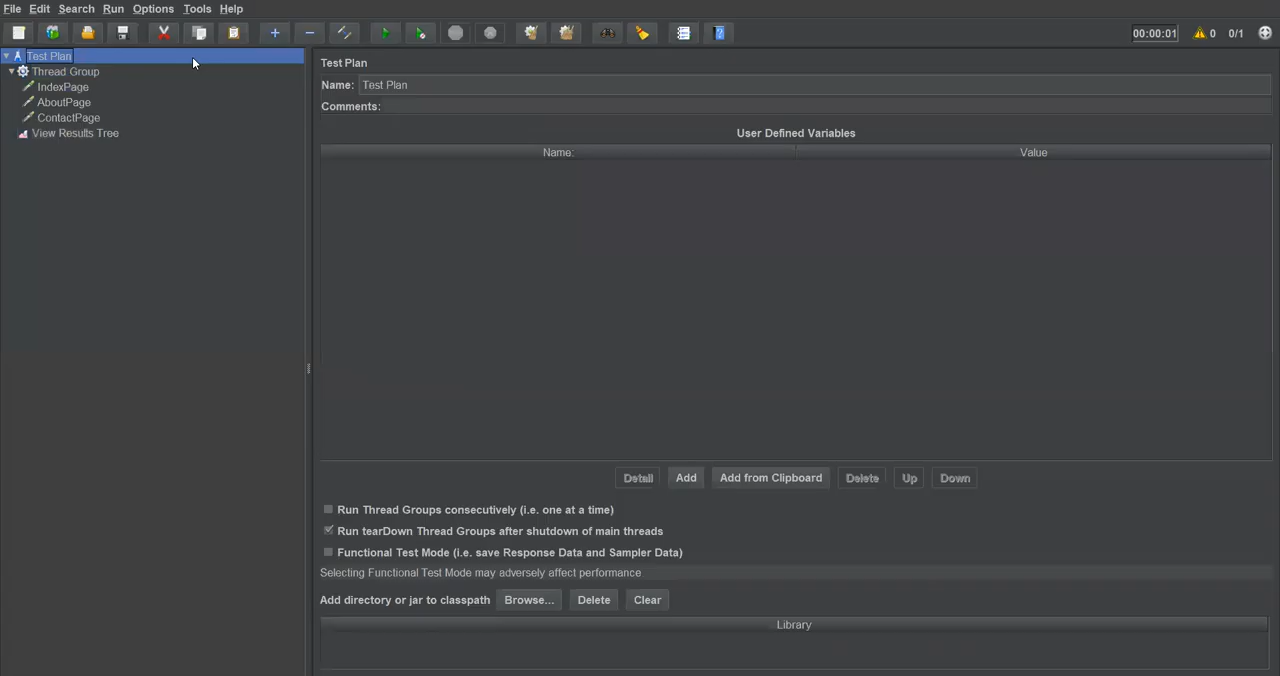 File Edit Search Run Options Tools Help
00:00:01 0 0/1
Test Plan
Thread Group
IndexPage
AboutPage
ContactPage
View Results Tree
Test Plan
Name: Test Plan
Comments:
User Defined Variables
Name: Value
Detail Add Add from Clipboard Delete Up Down
Run Thread Groups consecutively (i.e. one at a time)
Run tearDown Thread Groups after shutdown of main threads
Functional Test Mode (i.e. save Response Data and Sampler Data)
Selecting Functional Test Mode may adversely affect performance
Add directory or jar to classpath Browse... Delete Clear
Library